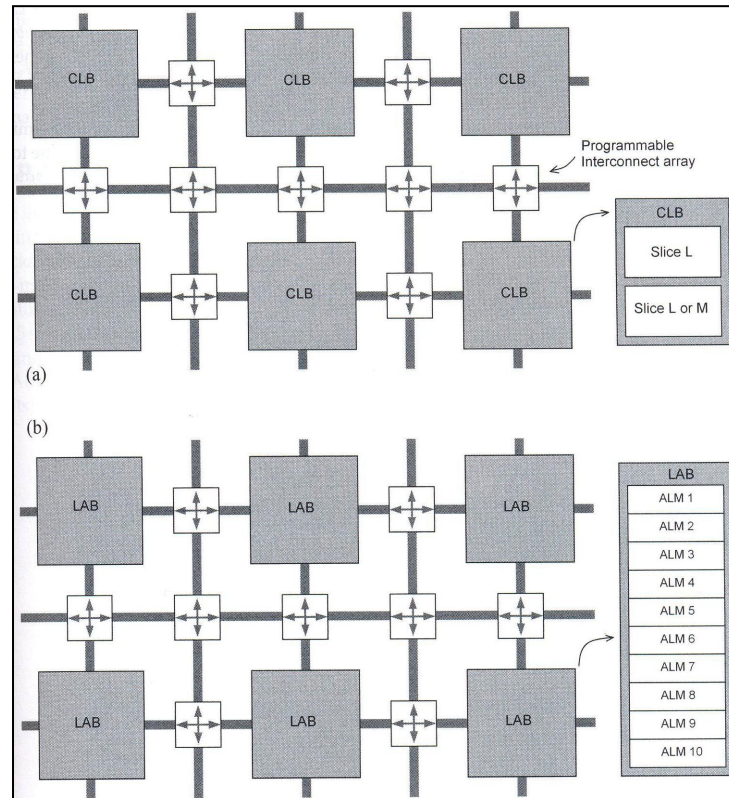 CLB
CLB
CLB
Programmable
Interconnect array
CLB
CLB
CLB
CLB
Slice L
Slice L or M
(a)
(b)
LAB
LAB
LAB
LAB
LAB
LAB
LAB
ALM 1
ALM 2
ALM 3
ALM 4
ALM 5
ALM 6
ALM 7
ALM 8
ALM 9
ALM 10